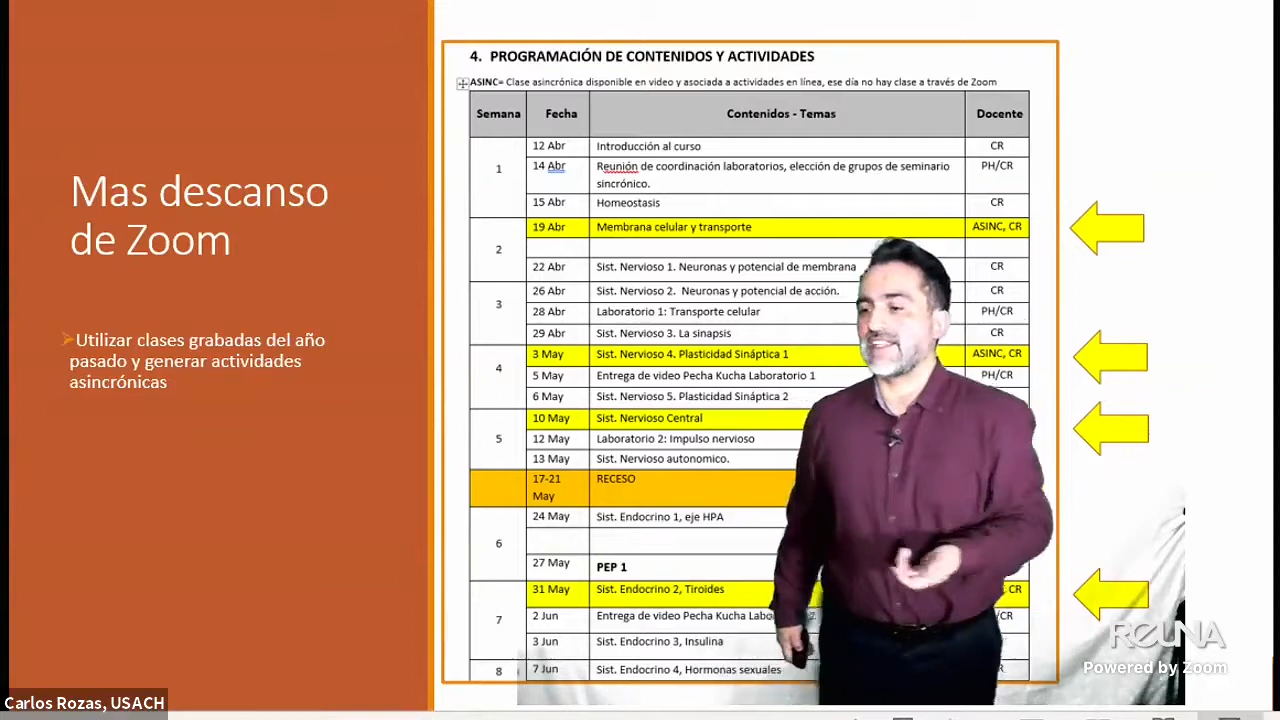 Mas descanso
de Zoom
➢Utilizar clases grabadas del año
pasado y generar actividades
asincrónicas
4. PROGRAMACIÓN DE CONTENIDOS Y ACTIVIDADES
ASINC= Clase asincrónica disponible en video y asociada a actividades en línea, ese día no hay clase a través de Zoom
Semana Fecha Contenidos - Temas Docente
1
12 Abr Introducción al curso CR
14 Abr Reunión de coordinación laboratorios, elección de grupos de seminario PH/CR
sincrónico.
15 Abr Homeostasis CR
2
19 Abr Membrana celular y transporte ASINC, CR
22 Abr Sist. Nervioso 1. Neuronas y potencial de membrana CR
3
26 Abr Sist. Nervioso 2. Neuronas y potencial de acción. CR
28 Abr Laboratorio 1: Transporte celular PH/CR
29 Abr Sist. Nervioso 3. La sinapsis CR
4
3 May Sist. Nervioso 4. Plasticidad Sináptica 1 ASINC, CR
5 May Entrega de video Pecha Kucha Laboratorio 1 PH/CR
6 May Sist. Nervioso 5. Plasticidad Sináptica 2
5
10 May Sist. Nervioso Central
12 May Laboratorio 2: Impulso nervioso
13 May Sist. Nervioso autonomico.
17-21 RECESO
May
6
24 May Sist. Endocrino 1, eje HPA
27 May PEP 1
7
31 May Sist. Endocrino 2, Tiroides CR
2 Jun Entrega de video Pecha Kucha /CR
3 Jun Sist. Endocrino 3, Insulina
8
7 Jun Sist. Endocrino 4, Hormonas sexuales
REUNA
Powered by Zoom
Carlos Rozas, USACH